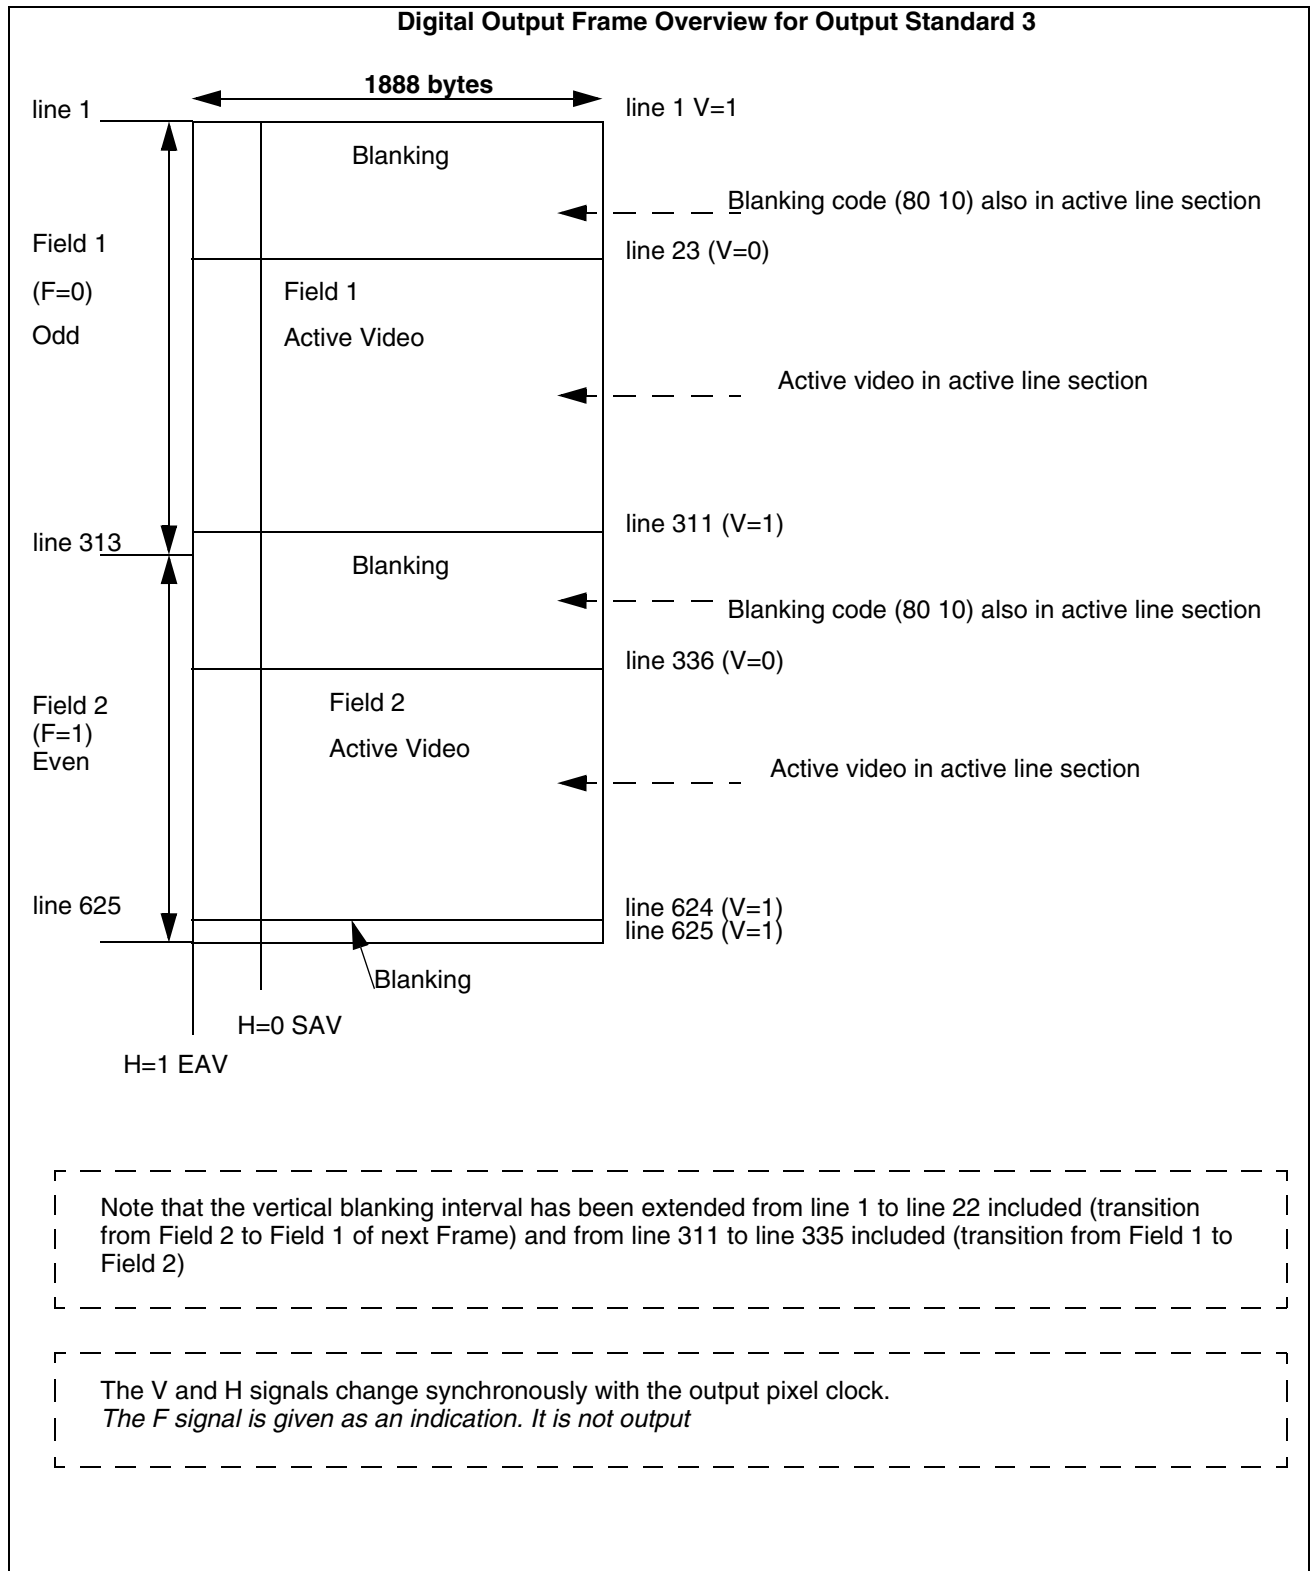 Digital Output Frame Overview for Output Standard 3
1888 bytes
line 1
line 1 V=1
Blanking
Blanking code (80 10) also in active line section
Field 1
line 23 (V=0)
(F=0)
Field 1
Odd
Active Video
Active video in active line section
line 311 (V=1)
line 313
Blanking
Blanking code (80 10) also in active line section
line 336 (V=0)
Field 2
Field 2
(F=1)
Active Video
Even
Active video in active line section
line 625
line 624 (V=1)
line 625 (V=1)
Blanking
H=0 SAV
H=1 EAV
Note that the vertical blanking interval has been extended from line 1 to line 22 included (transition
from Field 2 to Field 1 of next Frame) and from line 311 to line 335 included (transition from Field 1 to
Field 2)
The V and H signals change synchronously with the output pixel clock.
The F signal is given as an indication. It is not output